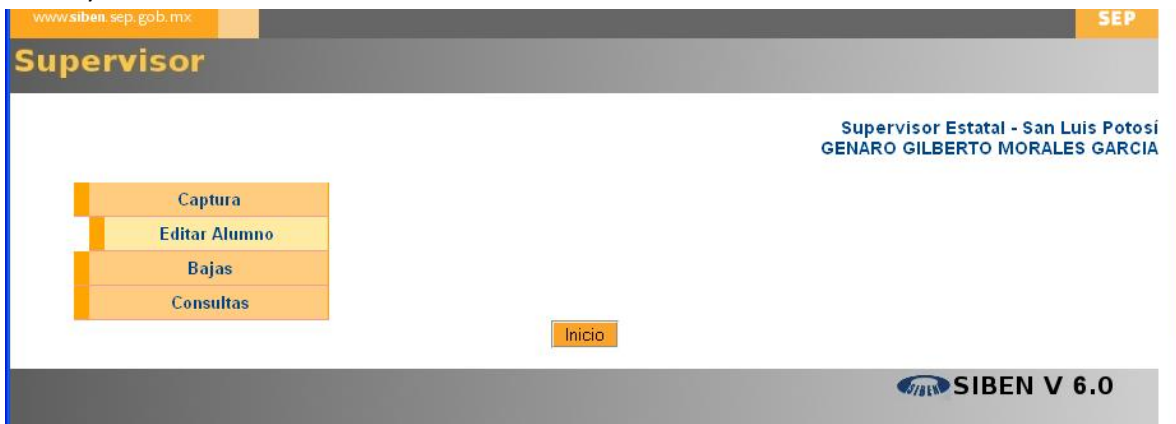 www.siben.sep.gob.mx
SEP
Supervisor
Supervisor Estatal - San Luis Potosí
GENARO GILBERTO MORALES GARCIA
Captura
Editar Alumno
Bajas
Consultas
Inicio
SIBEN SIBEN V 6.0